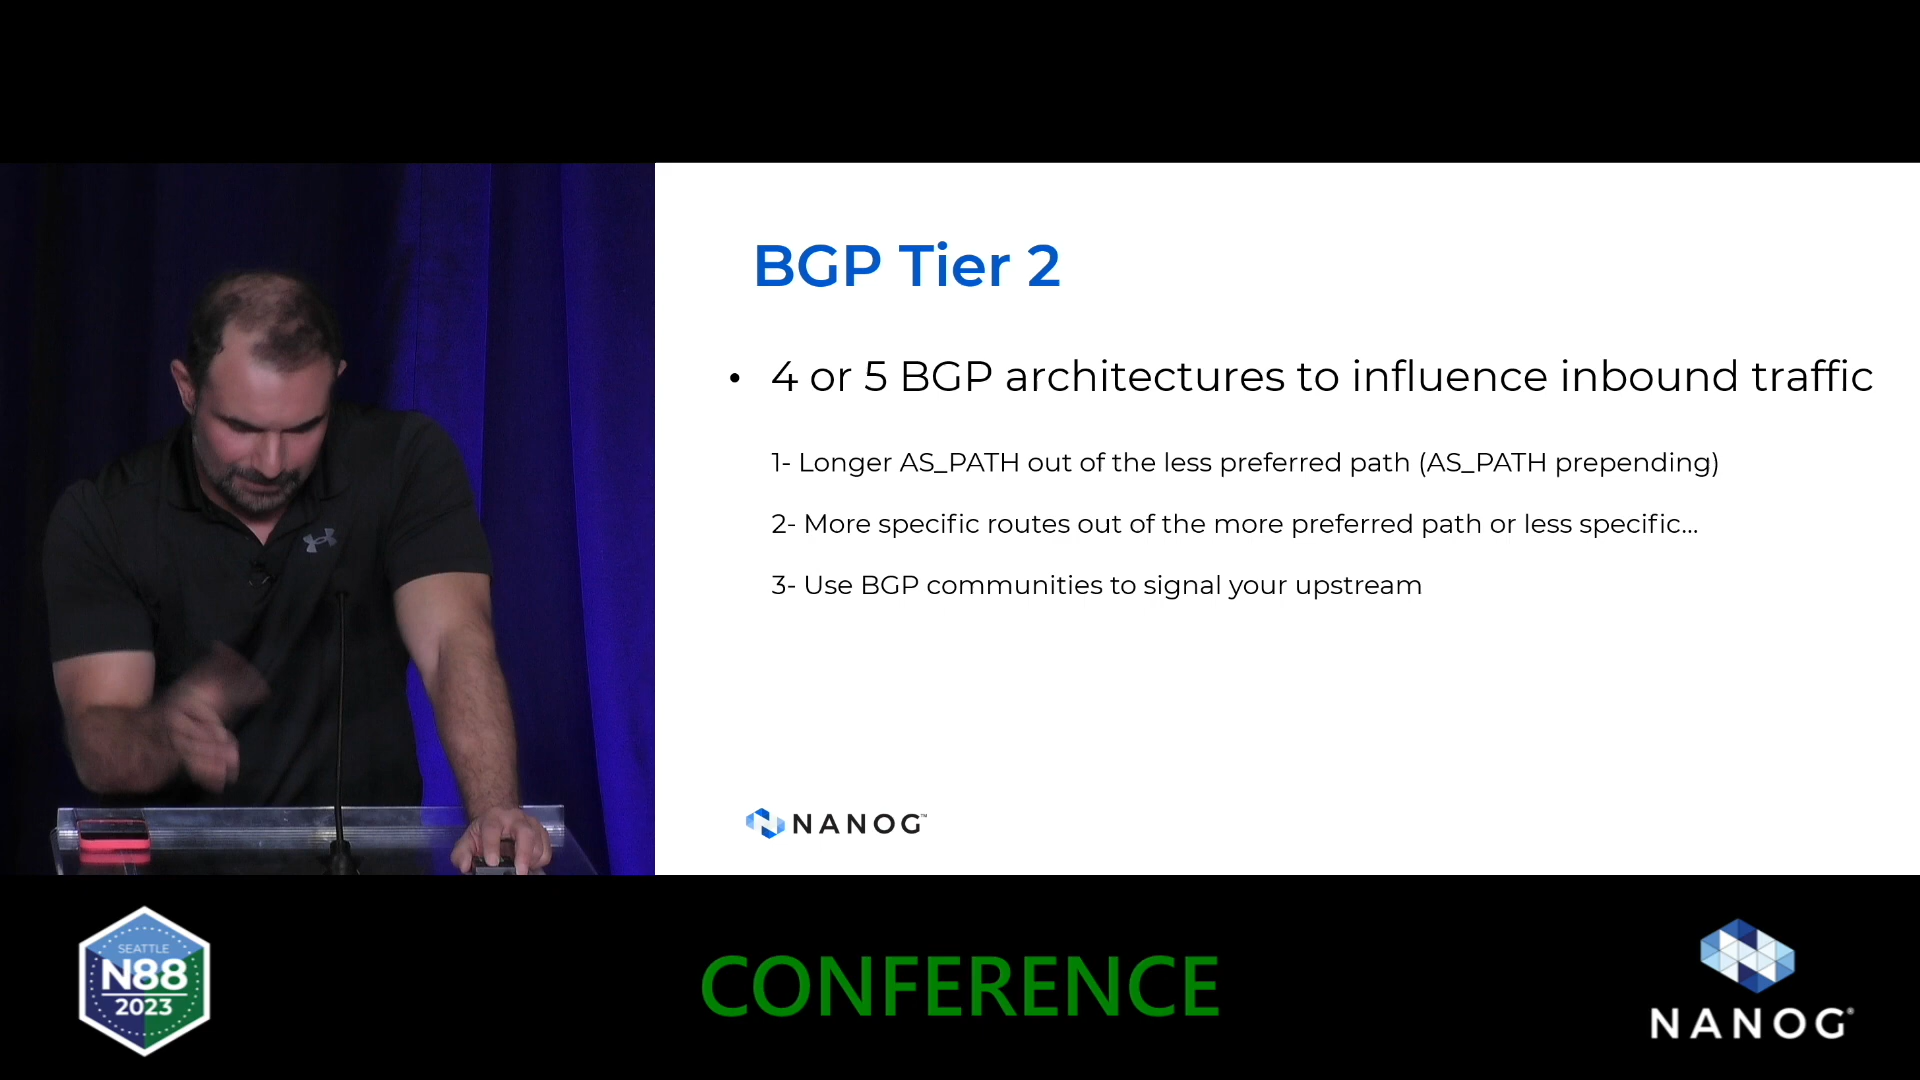 BGP Tier 2
• 4 or 5 BGP architectures to influence inbound traffic
1- Longer AS_PATH out of the less preferred path (AS_PATH prepending)
2- More specific routes out of the more preferred path or less specific...
3- Use BGP communities to signal your upstream
NANOG™
SEATTLE
N88
2023
CONFERENCE
NANOG®